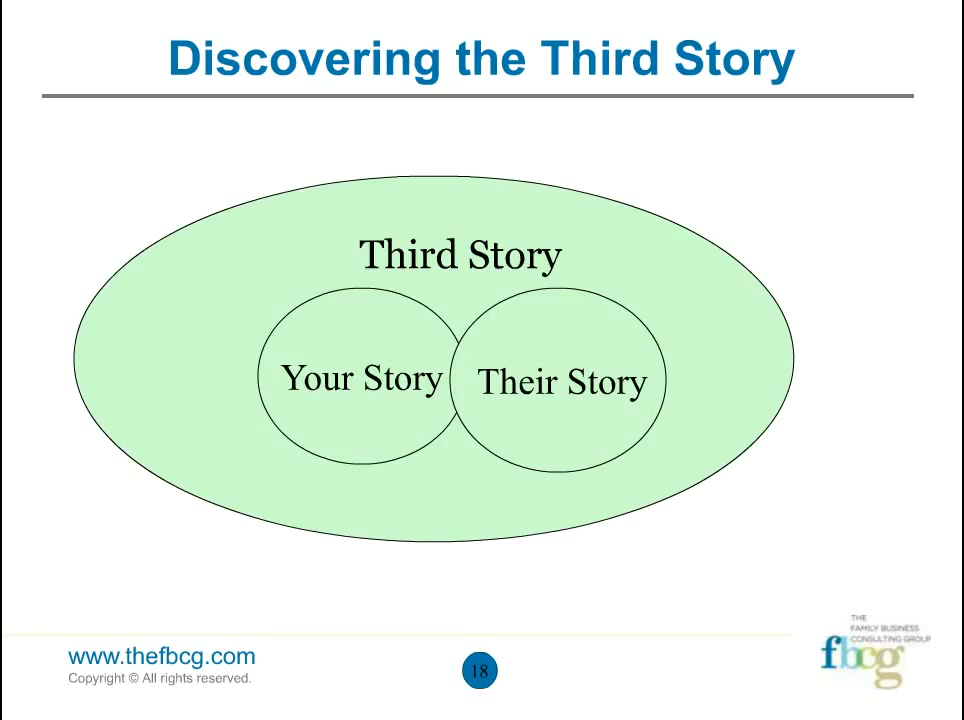 Discovering the Third Story
Third Story
Your Story
Their Story
www.thefbcg.com
Copyright © All rights reserved.
18
THE
FAMILY BUSINESS
CONSULTING GROUP
fbcg